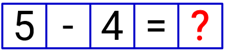 5 - 4 = ?